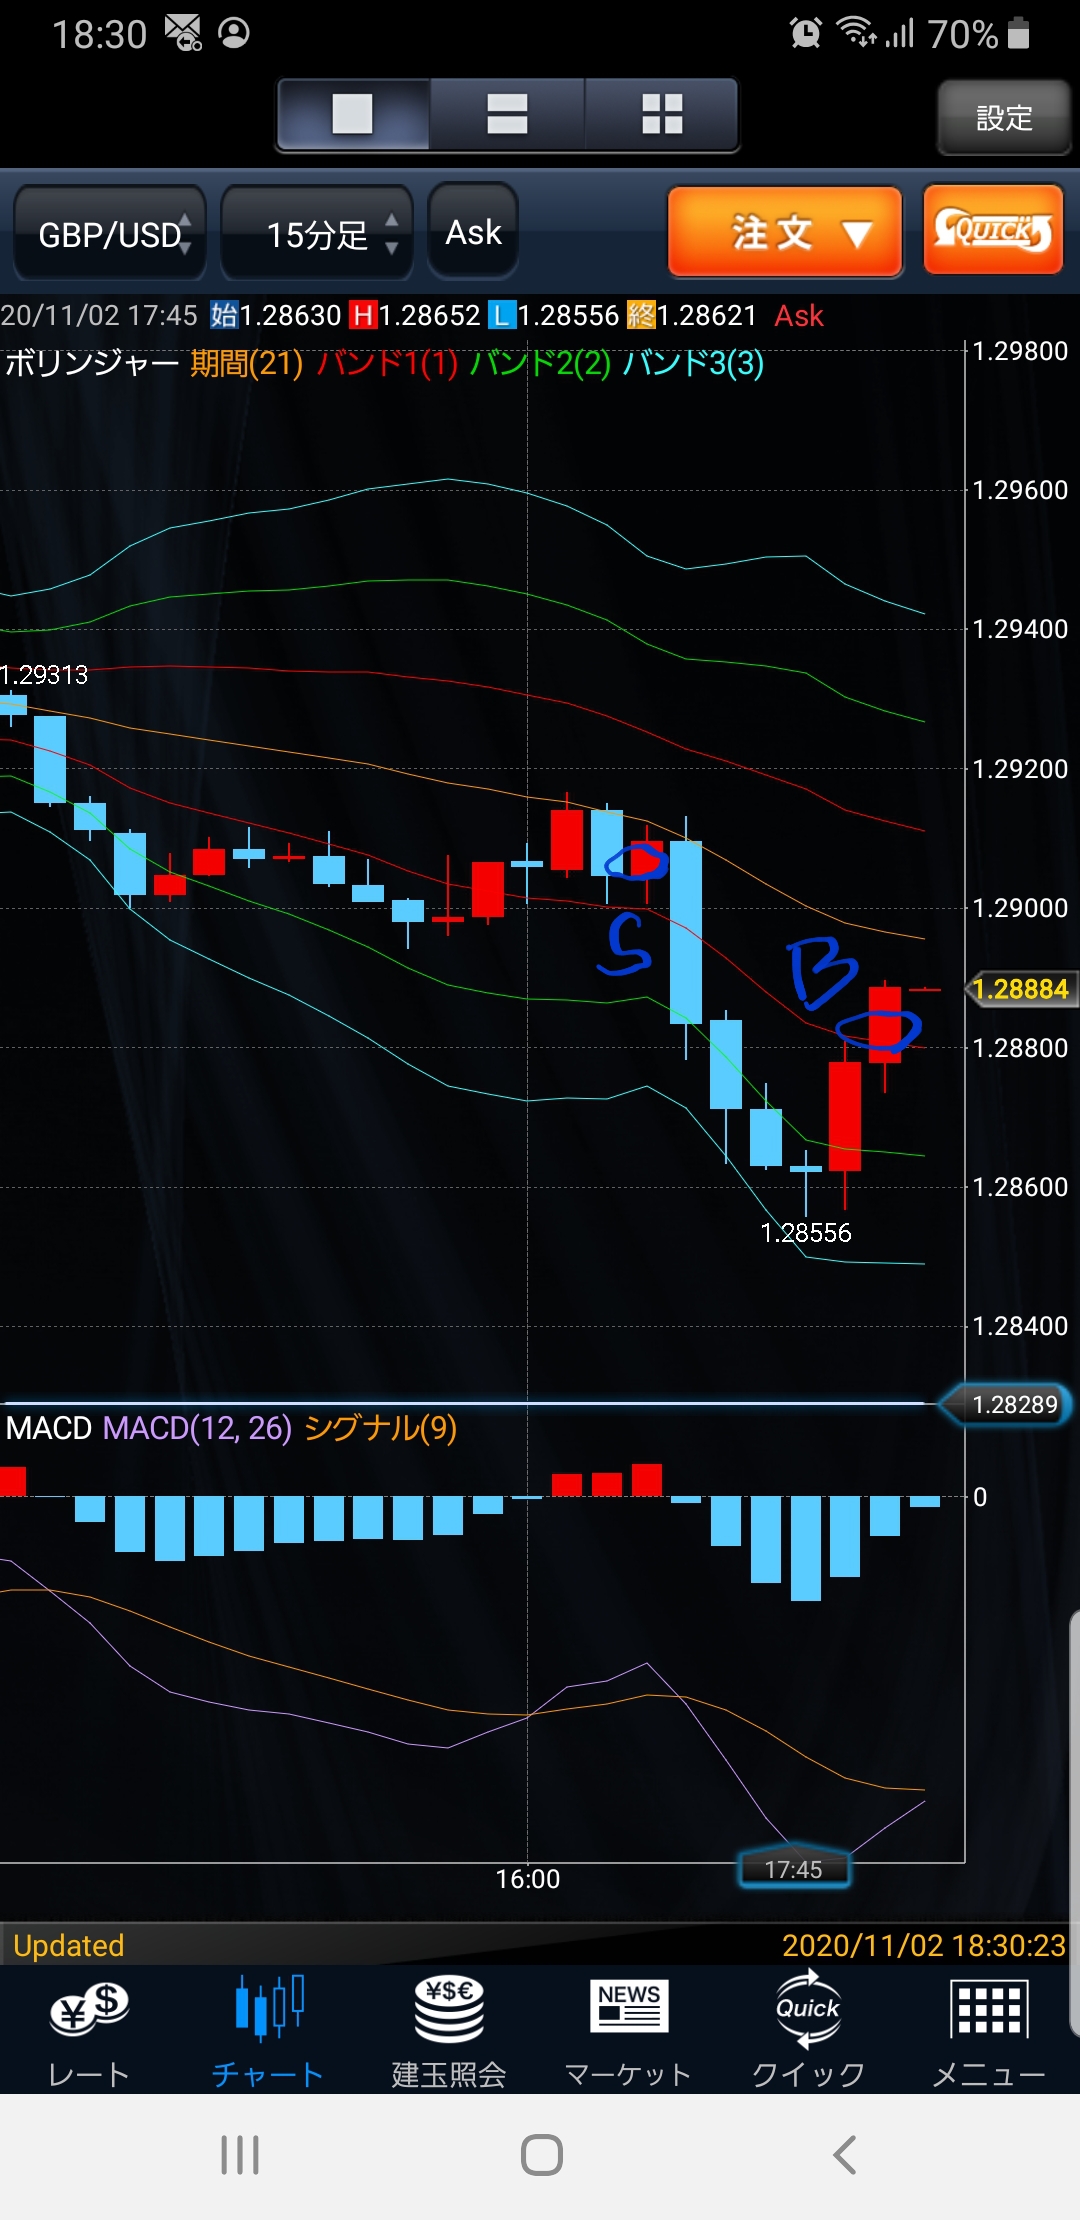 18:30 70%
設定
GBP/USD 15分足 Ask 注文 ▼ QUICK
20/11/02 17:45 始1.28630 H1.28652 L1.28556 終1.28621 Ask
ボリンジャー 期間(21) バンド1(1) バンド2(2) バンド3(3)
1.29800
1.29600
1.29400
1.29313
1.29200
1.29000
S
B
1.28884
1.28800
1.28600
1.28556
1.28400
1.28289
MACD MACD(12, 26) シグナル(9)
0
16:00 17:45
Updated 2020/11/02 18:30:23
¥$ ¥$€ NEWS Quick
レート チャート 建玉照会 マーケット クイック メニュー